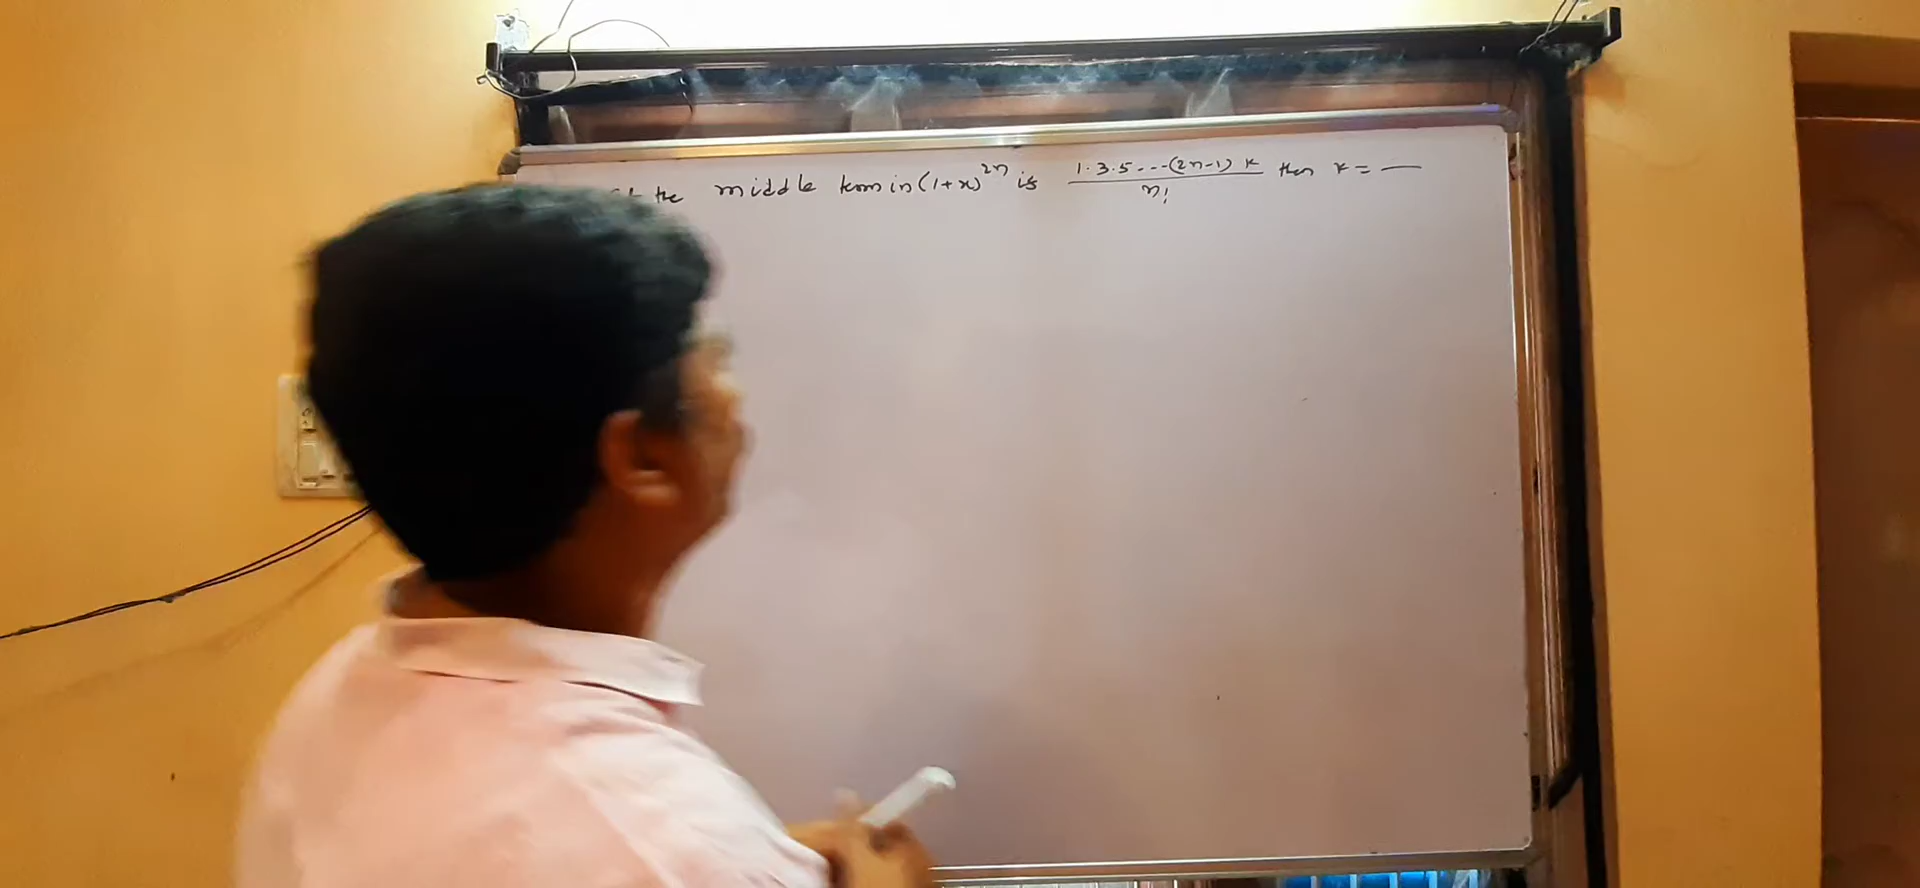 the middle term in (1+x)^2n is 1·3·5---(2n-1) k / n! then k = —